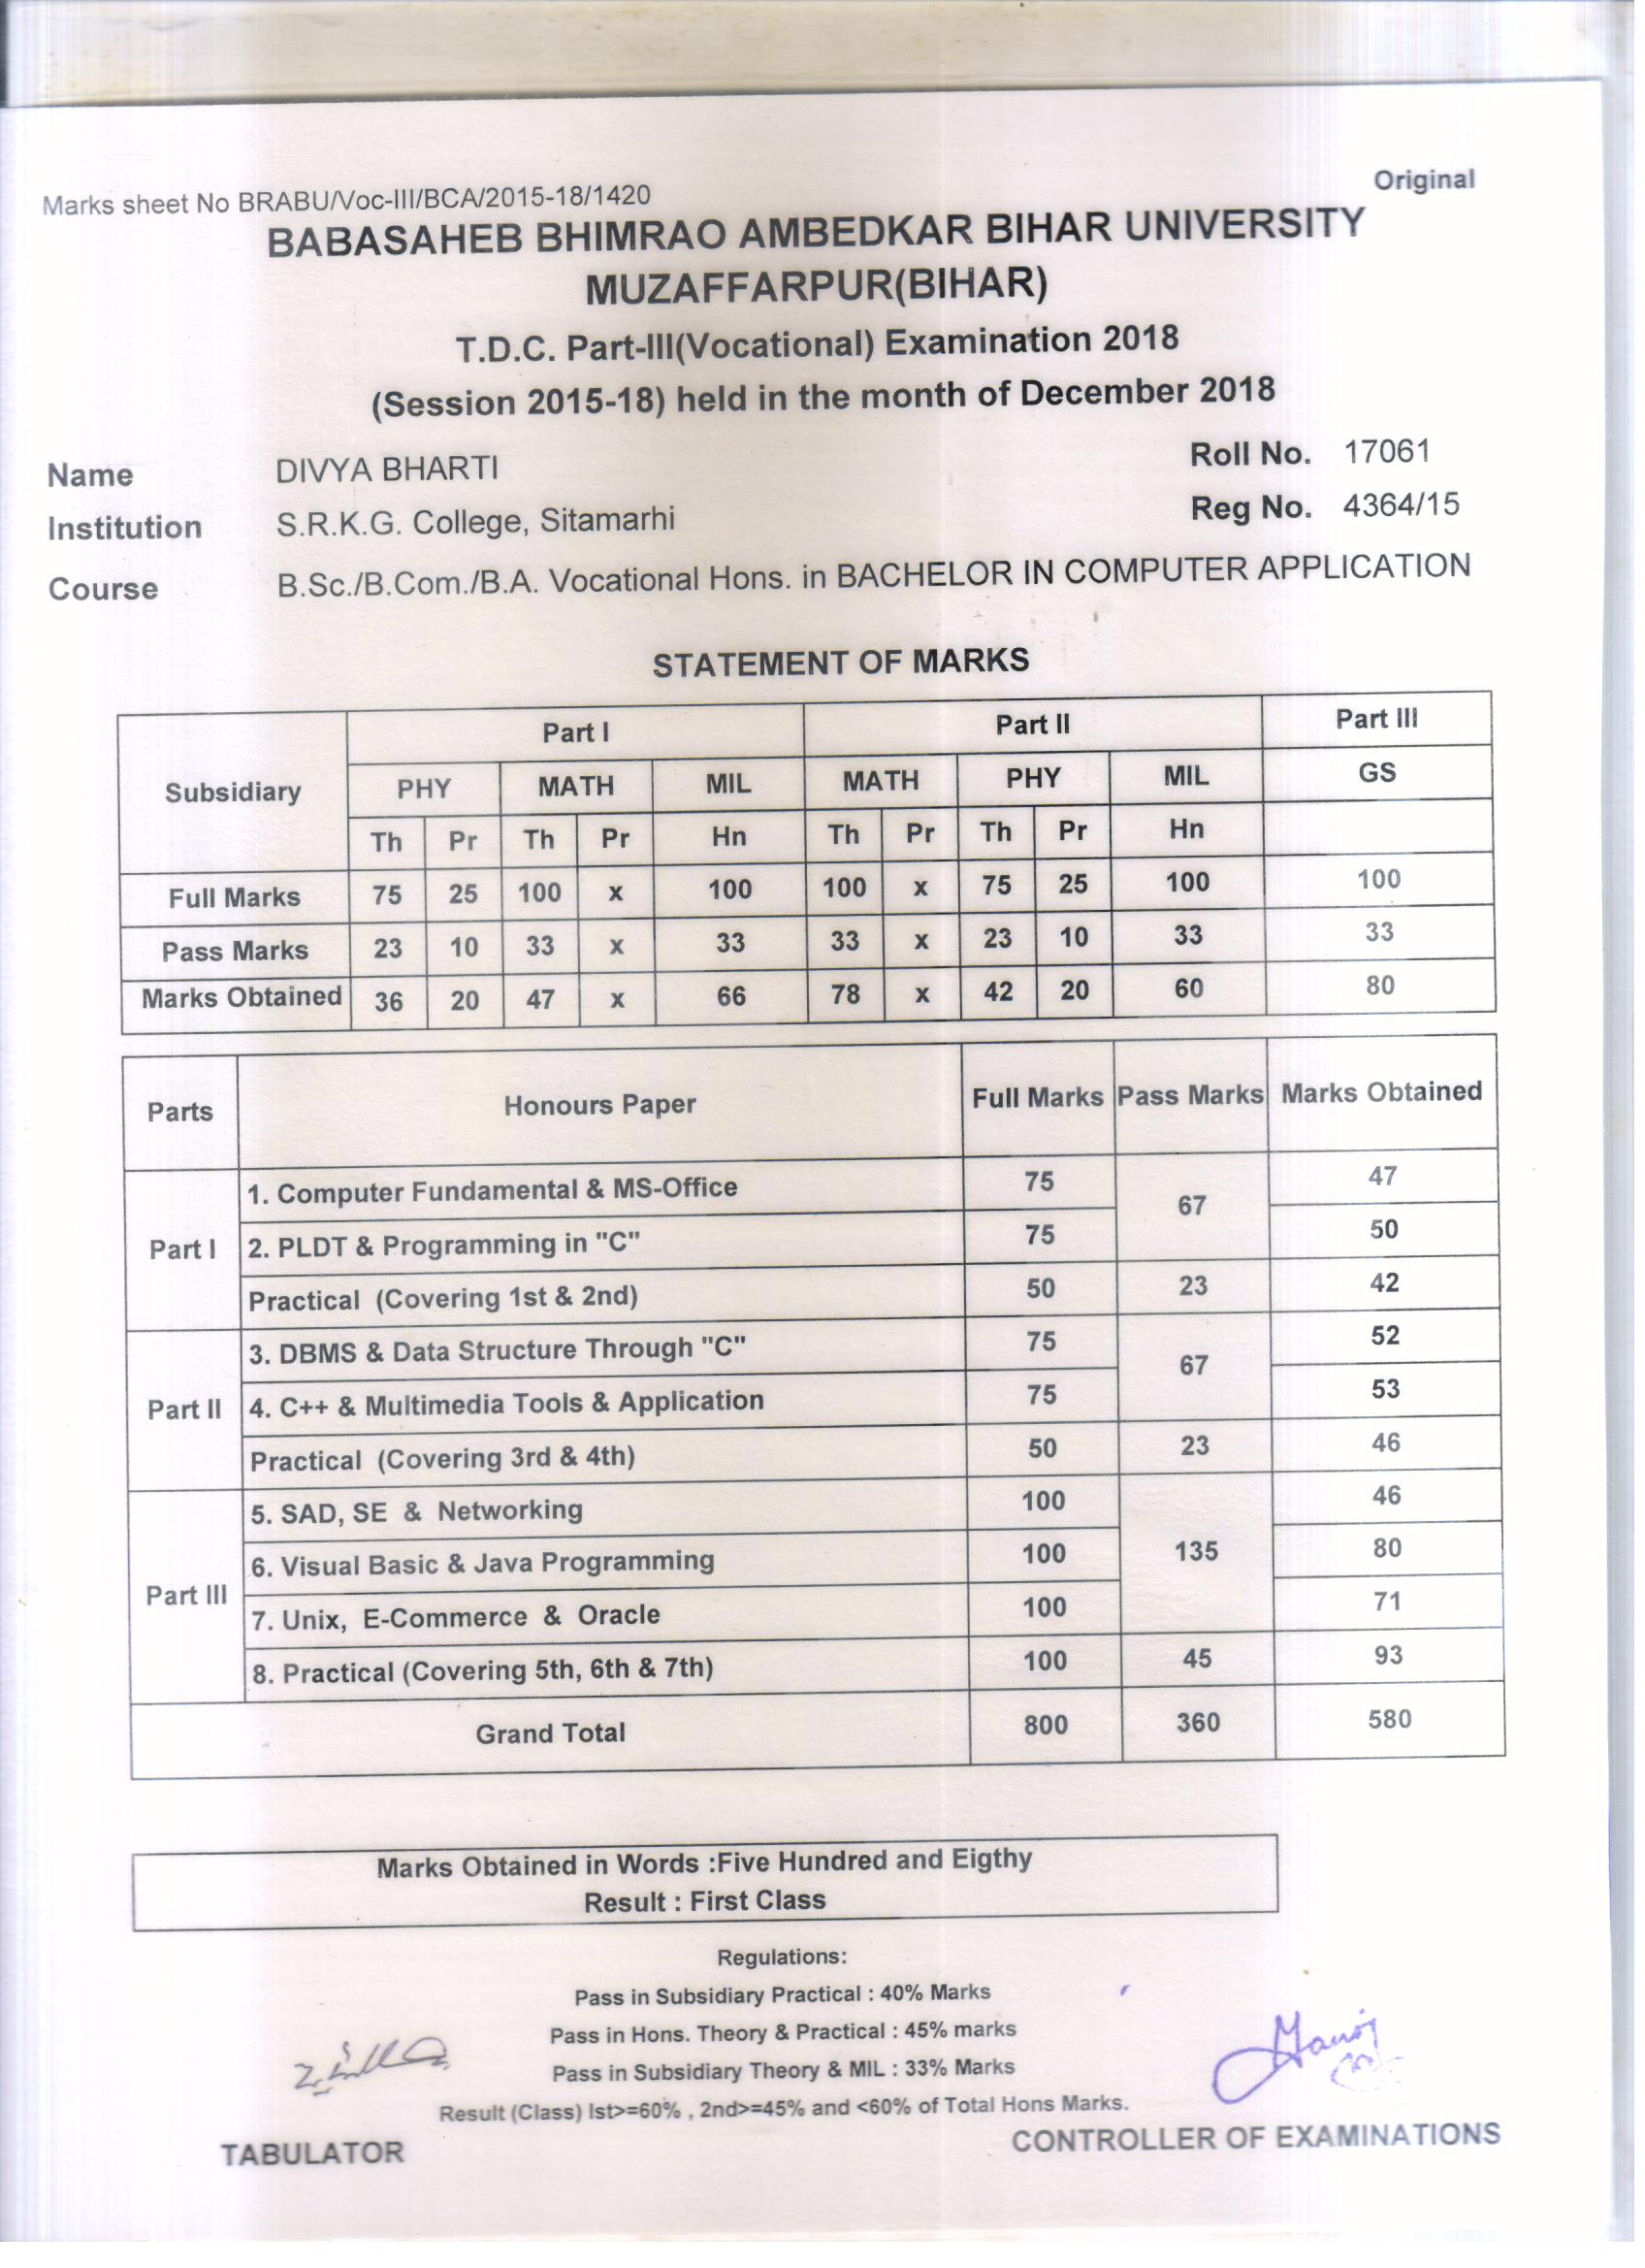 Original
Marks sheet No BRABU/Voc-III/BCA/2015-18/1420
BABASAHEB BHIMRAO AMBEDKAR BIHAR UNIVERSITY
MUZAFFARPUR(BIHAR)
T.D.C. Part-III(Vocational) Examination 2018
(Session 2015-18) held in the month of December 2018
Name DIVYA BHARTI Roll No. 17061
Institution S.R.K.G. College, Sitamarhi Reg No. 4364/15
Course B.Sc./B.Com./B.A. Vocational Hons. in BACHELOR IN COMPUTER APPLICATION
STATEMENT OF MARKS
Subsidiary Part I Part II Part III
PHY MATH MIL MATH PHY MIL GS
Th Pr Th Pr Hn Th Pr Th Pr Hn
Full Marks 75 25 100 x 100 100 x 75 25 100 100
Pass Marks 23 10 33 x 33 33 x 23 10 33 33
Marks Obtained 36 20 47 x 66 78 x 42 20 60 80
Parts Honours Paper Full Marks Pass Marks Marks Obtained
Part I 1. Computer Fundamental & MS-Office 75 67 47
2. PLDT & Programming in "C" 75 50
Practical (Covering 1st & 2nd) 50 23 42
Part II 3. DBMS & Data Structure Through "C" 75 67 52
4. C++ & Multimedia Tools & Application 75 53
Practical (Covering 3rd & 4th) 50 23 46
Part III 5. SAD, SE & Networking 100 135 46
6. Visual Basic & Java Programming 100 80
7. Unix, E-Commerce & Oracle 100 71
8. Practical (Covering 5th, 6th & 7th) 100 45 93
Grand Total 800 360 580
Marks Obtained in Words :Five Hundred and Eigthy
Result : First Class
Regulations:
Pass in Subsidiary Practical : 40% Marks
Pass in Hons. Theory & Practical : 45% marks
Pass in Subsidiary Theory & MIL : 33% Marks
Result (Class) Ist>=60% , 2nd>=45% and <60% of Total Hons Marks.
TABULATOR CONTROLLER OF EXAMINATIONS